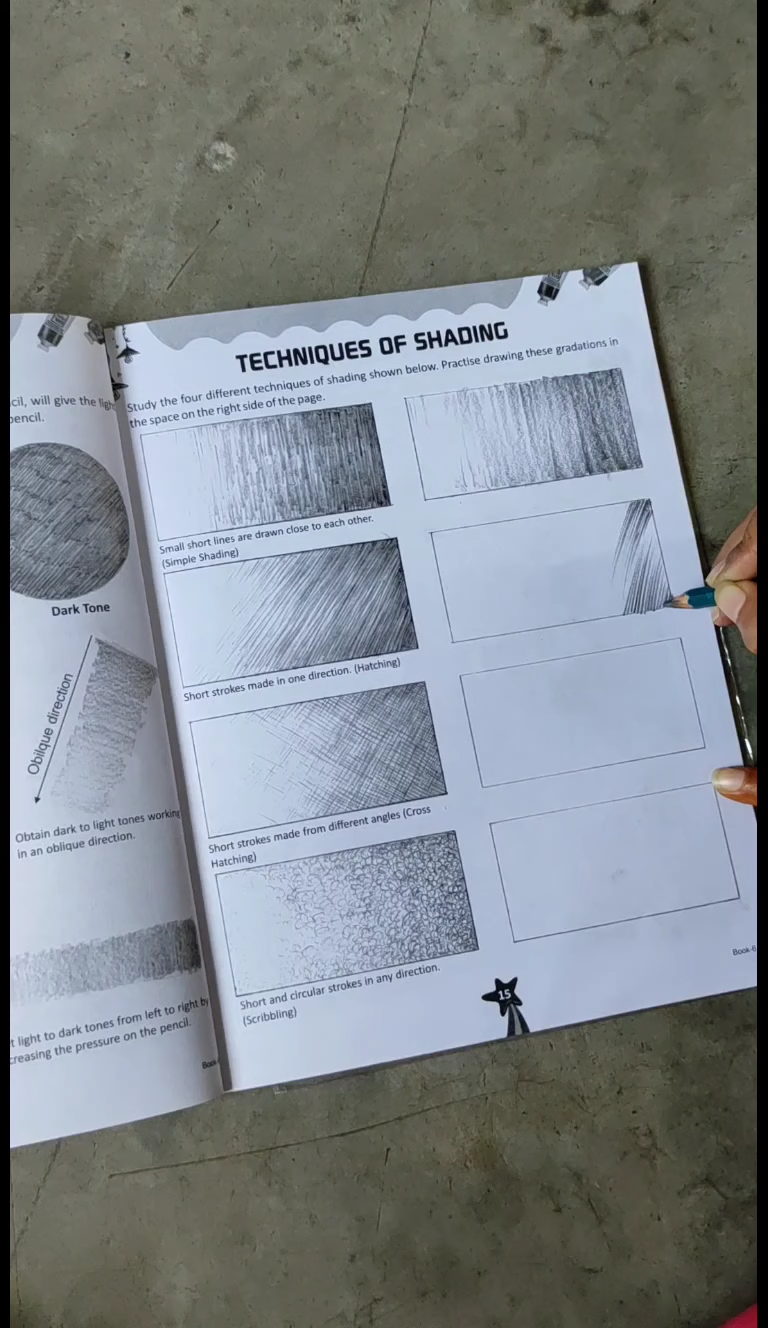 cil, will give the
encil.
Dark Tone
Oblique direction
Obtain dark to light tones working
in an oblique direction.
t light to dark tones from left to right by
creasing the pressure on the pencil.
TECHNIQUES OF SHADING
Study the four different techniques of shading shown below. Practise drawing these gradations in
the space on the right side of the page.
Small short lines are drawn close to each other.
(Simple Shading)
Short strokes made in one direction. (Hatching)
Short strokes made from different angles (Cross
Hatching)
Short and circular strokes in any direction.
(Scribbling)
15
Book-6